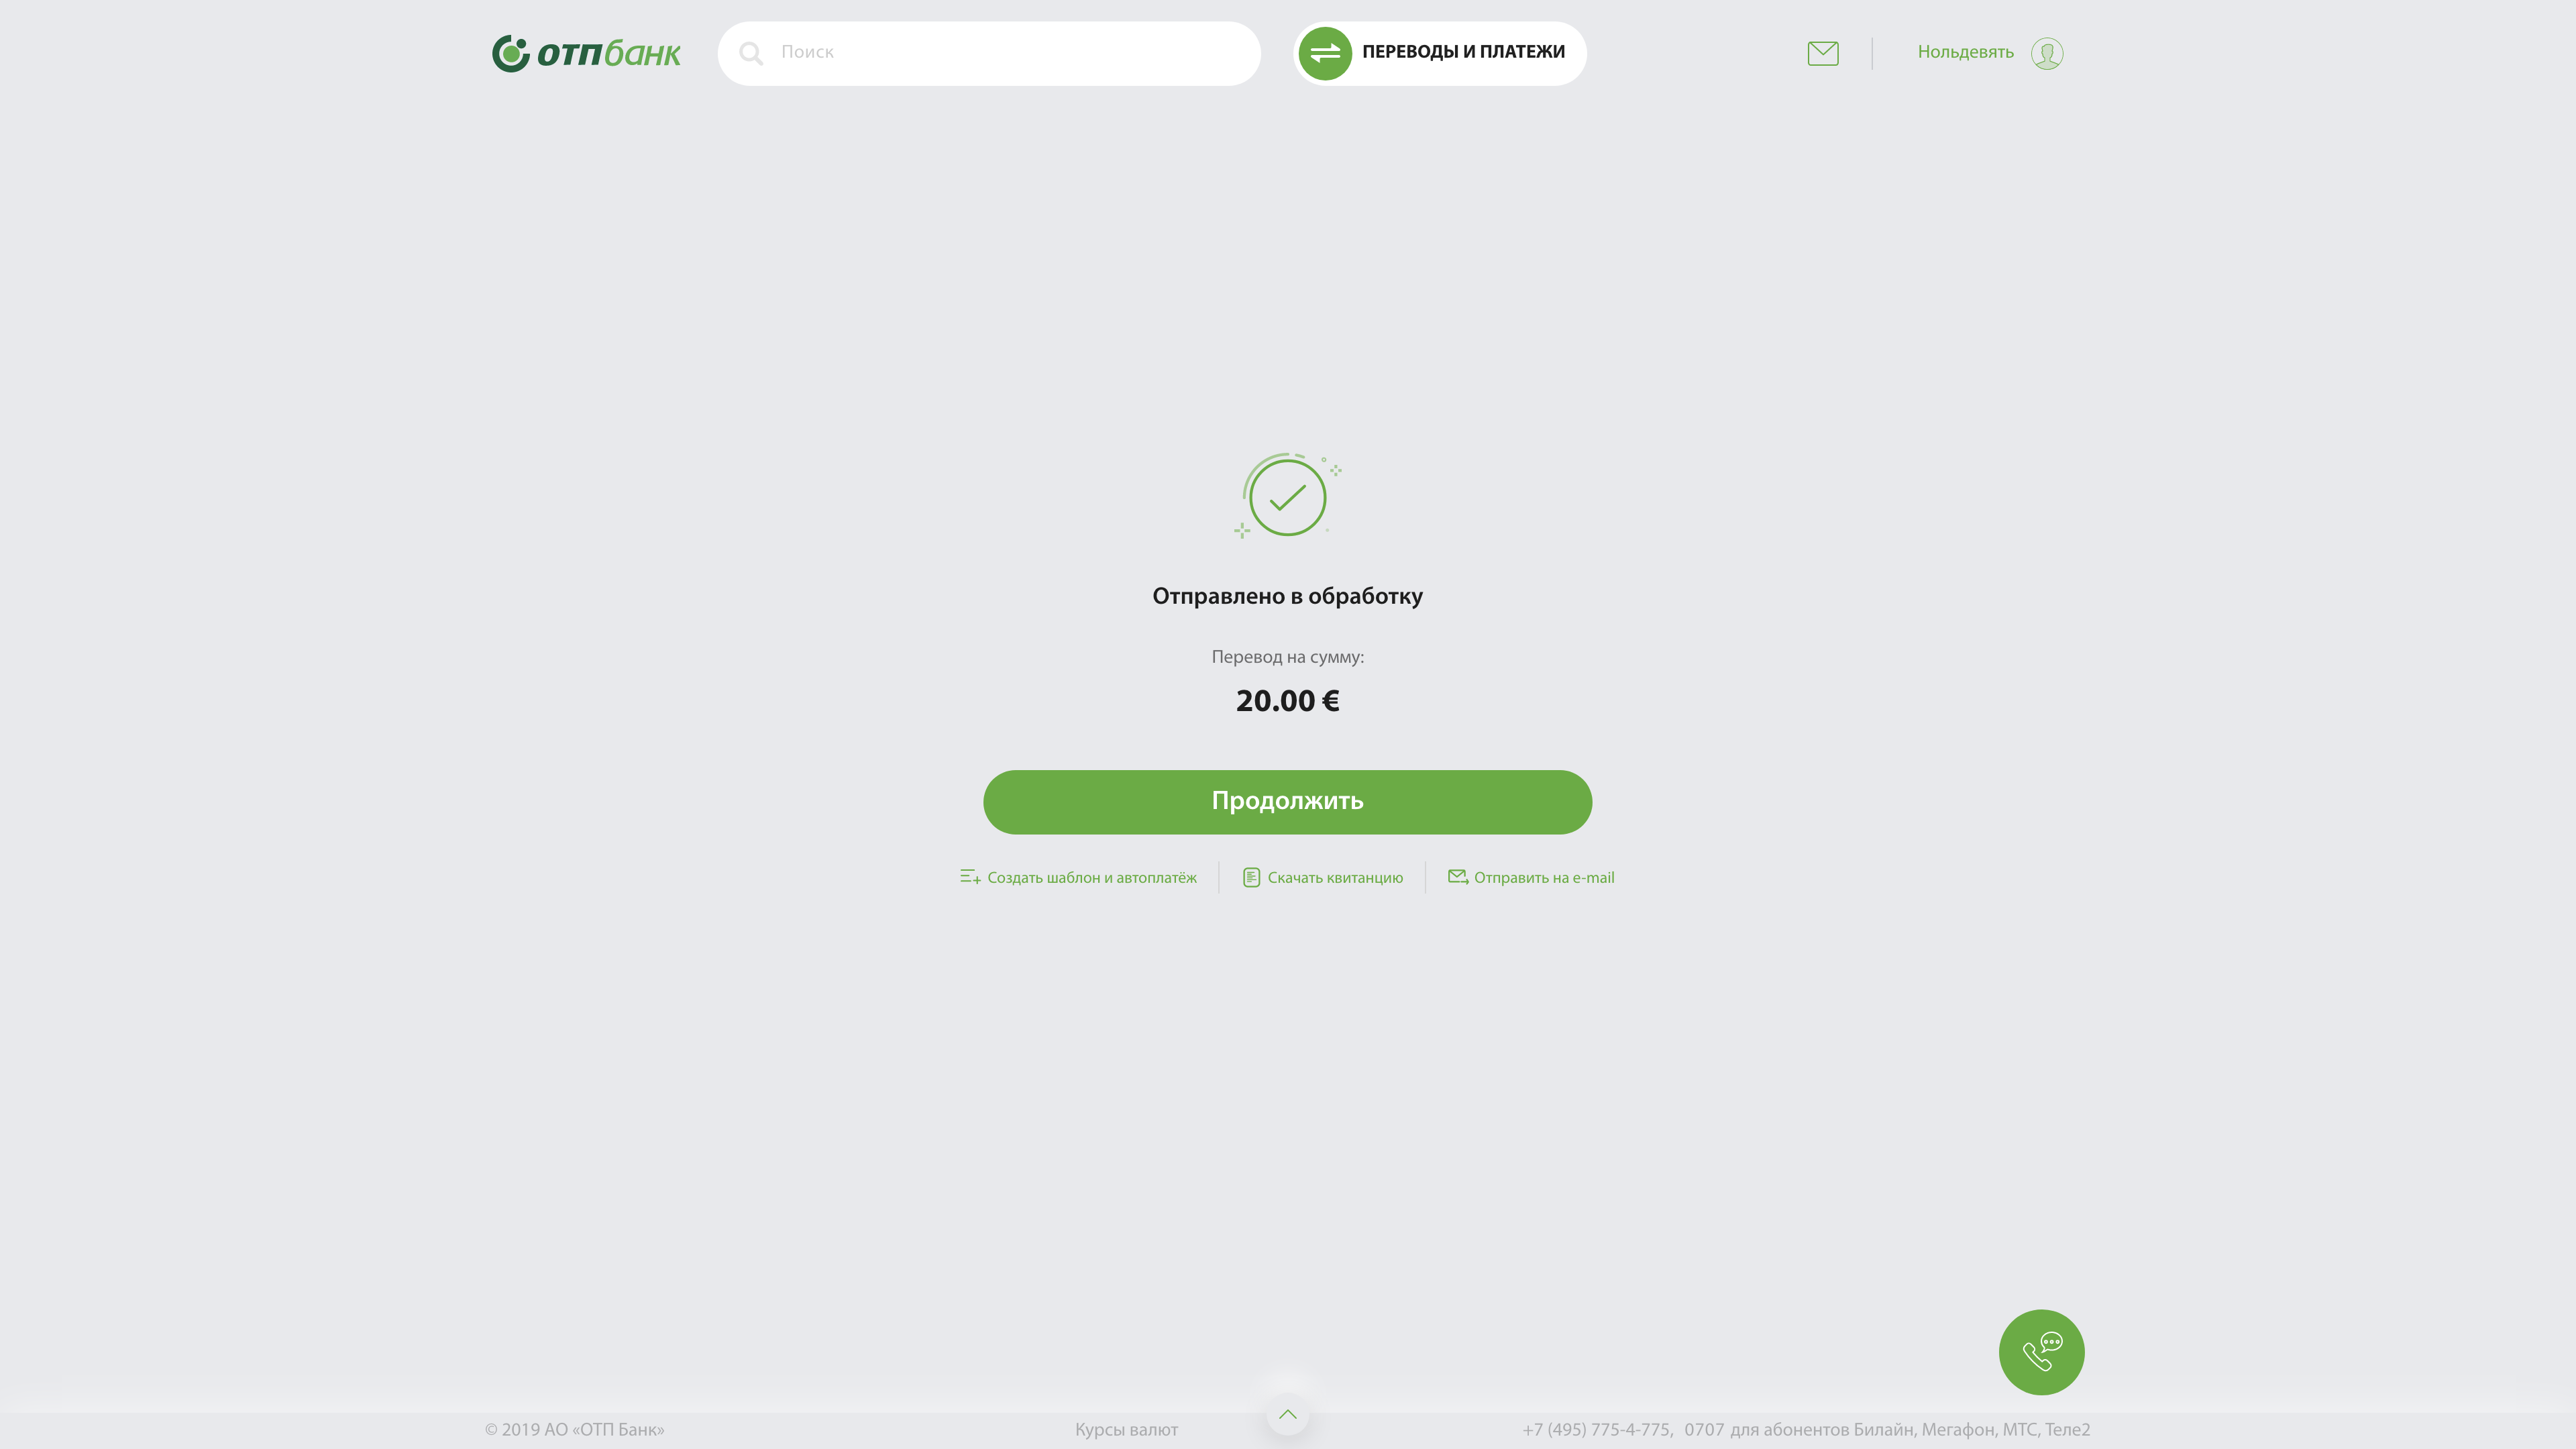 отпбанк
Поиск
ПЕРЕВОДЫ И ПЛАТЕЖИ
Нольдевять
Отправлено в обработку
Перевод на сумму:
20.00 €
Продолжить
Создать шаблон и автоплатёж
Скачать квитанцию
Отправить на e-mail
© 2019 АО «ОТП Банк»
Курсы валют
+7 (495) 775-4-775, 0707 для абонентов Билайн, Мегафон, МТС, Теле2